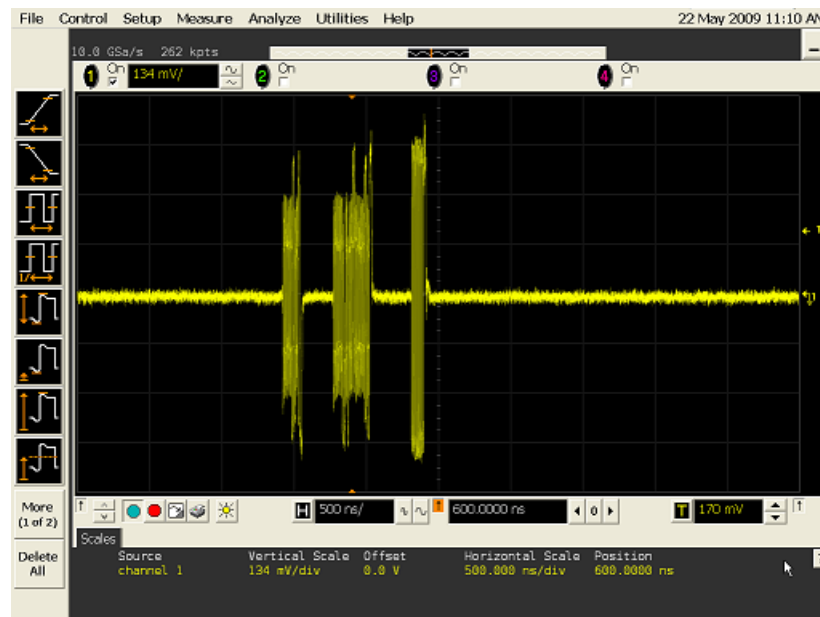 File Control Setup Measure Analyze Utilities Help 22 May 2009 11:10 AM
10.0 GSa/s 262 kpts
1 On 134 mV/ 2 On 3 On 4 On
More
(1 of 2)
Delete
All
H 500 ns/ 600.0000 ns 0 T 170 mV
Scales
Source Vertical Scale Offset Horizontal Scale Position
channel 1 134 mV/div 0.0 V 500.000 ns/div 600.0000 ns